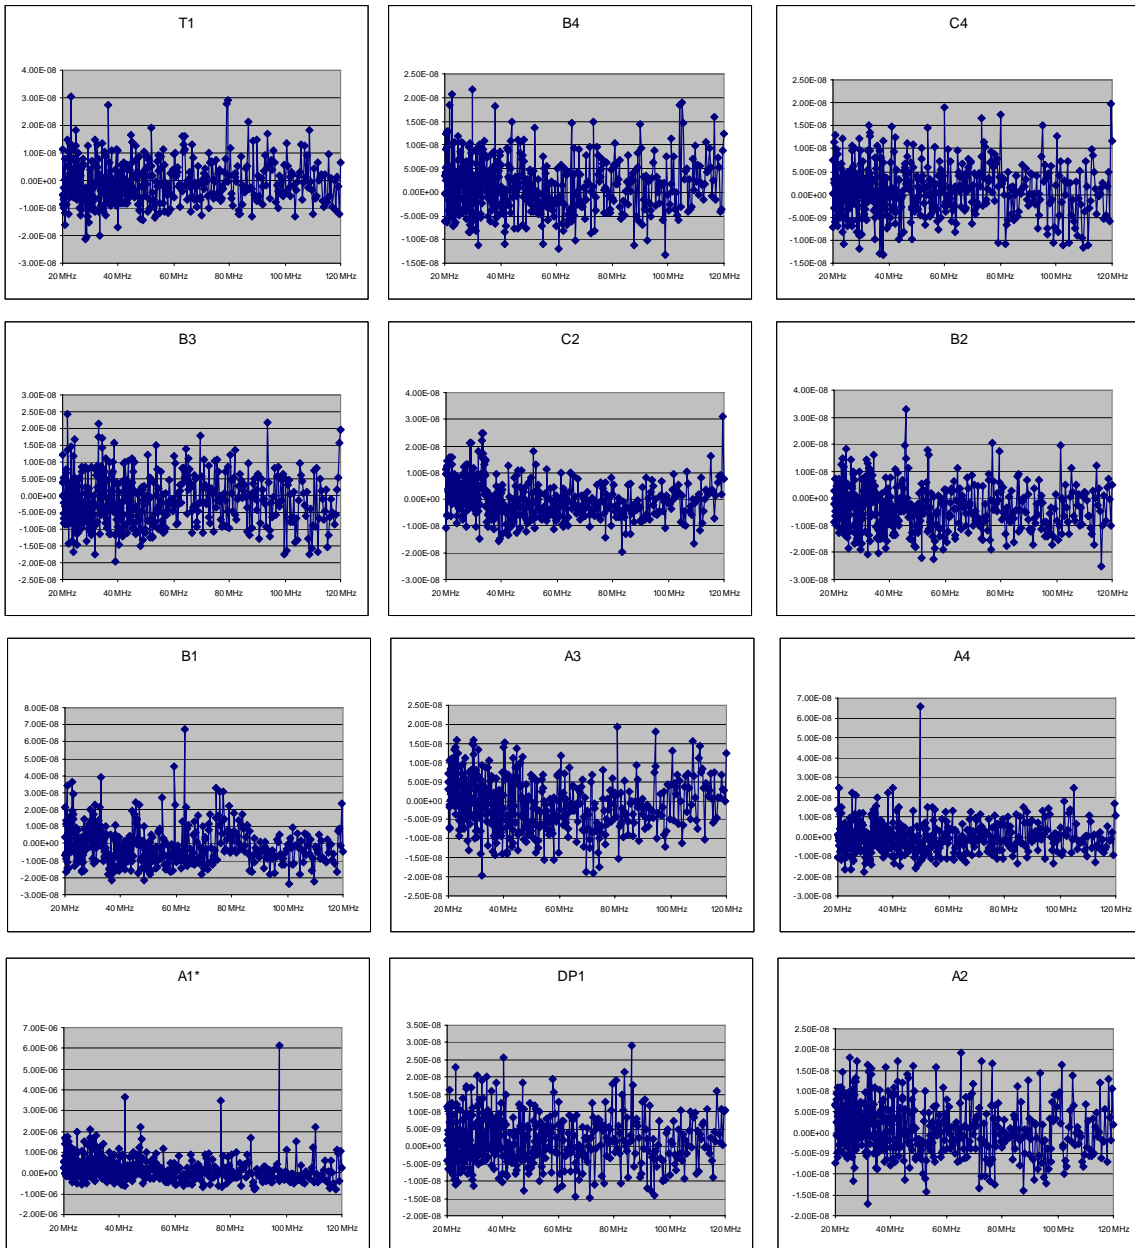 T1
4.00E-08
3.00E-08
2.00E-08
1.00E-08
0.00E+00
-1.00E-08
-2.00E-08
-3.00E-08
20 MHz 40 MHz 60 MHz 80 MHz 100 MHz 120 MHz
B4
2.50E-08
2.00E-08
1.50E-08
1.00E-08
5.00E-09
0.00E+00
-5.00E-09
-1.00E-08
-1.50E-08
20 MHz 40 MHz 60 MHz 80 MHz 100 MHz 120 MHz
C4
2.50E-08
2.00E-08
1.50E-08
1.00E-08
5.00E-09
0.00E+00
-5.00E-09
-1.00E-08
-1.50E-08
20 MHz 40 MHz 60 MHz 80 MHz 100 MHz 120 MHz
B3
3.00E-08
2.50E-08
2.00E-08
1.50E-08
1.00E-08
5.00E-09
0.00E+00
-5.00E-09
-1.00E-08
-1.50E-08
-2.00E-08
-2.50E-08
20 MHz 40 MHz 60 MHz 80 MHz 100 MHz 120 MHz
C2
4.00E-08
3.00E-08
2.00E-08
1.00E-08
0.00E+00
-1.00E-08
-2.00E-08
-3.00E-08
20 MHz 40 MHz 60 MHz 80 MHz 100 MHz 120 MHz
B2
4.00E-08
3.00E-08
2.00E-08
1.00E-08
0.00E+00
-1.00E-08
-2.00E-08
-3.00E-08
20 MHz 40 MHz 60 MHz 80 MHz 100 MHz 120 MHz
B1
8.00E-08
7.00E-08
6.00E-08
5.00E-08
4.00E-08
3.00E-08
2.00E-08
1.00E-08
0.00E+00
-1.00E-08
-2.00E-08
-3.00E-08
20 MHz 40 MHz 60 MHz 80 MHz 100 MHz 120 MHz
A3
2.50E-08
2.00E-08
1.50E-08
1.00E-08
5.00E-09
0.00E+00
-5.00E-09
-1.00E-08
-1.50E-08
-2.00E-08
-2.50E-08
20 MHz 40 MHz 60 MHz 80 MHz 100 MHz 120 MHz
A4
7.00E-08
6.00E-08
5.00E-08
4.00E-08
3.00E-08
2.00E-08
1.00E-08
0.00E+00
-1.00E-08
-2.00E-08
-3.00E-08
20 MHz 40 MHz 60 MHz 80 MHz 100 MHz 120 MHz
A1*
7.00E-06
6.00E-06
5.00E-06
4.00E-06
3.00E-06
2.00E-06
1.00E-06
0.00E+00
-1.00E-06
-2.00E-06
20 MHz 40 MHz 60 MHz 80 MHz 100 MHz 120 MHz
DP1
3.50E-08
3.00E-08
2.50E-08
2.00E-08
1.50E-08
1.00E-08
5.00E-09
0.00E+00
-5.00E-09
-1.00E-08
-1.50E-08
-2.00E-08
20 MHz 40 MHz 60 MHz 80 MHz 100 MHz 120 MHz
A2
2.50E-08
2.00E-08
1.50E-08
1.00E-08
5.00E-09
0.00E+00
-5.00E-09
-1.00E-08
-1.50E-08
-2.00E-08
20 MHz 40 MHz 60 MHz 80 MHz 100 MHz 120 MHz